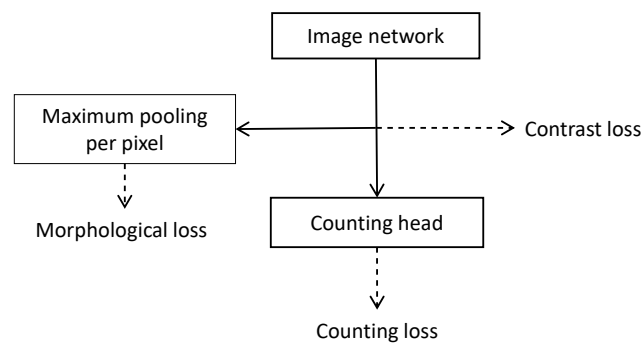 Image network
Maximum pooling
per pixel
Contrast loss
Morphological loss
Counting head
Counting loss